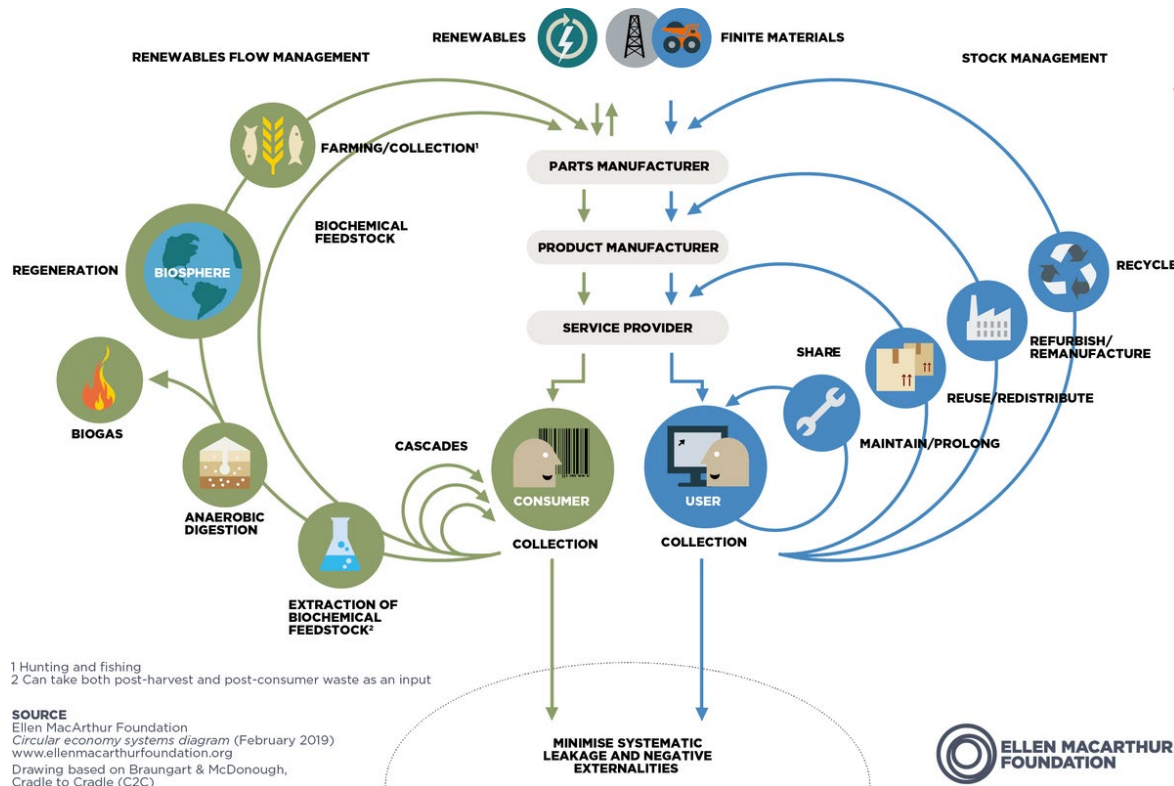 RENEWABLES
FINITE MATERIALS
RENEWABLES FLOW MANAGEMENT
STOCK MANAGEMENT
FARMING/COLLECTION¹
PARTS MANUFACTURER
BIOCHEMICAL
FEEDSTOCK
PRODUCT MANUFACTURER
REGENERATION
BIOSPHERE
RECYCLE
SERVICE PROVIDER
SHARE
REFURBISH/
REMANUFACTURE
REUSE/REDISTRIBUTE
BIOGAS
CASCADES
MAINTAIN/PROLONG
CONSUMER
USER
ANAEROBIC
DIGESTION
COLLECTION
COLLECTION
EXTRACTION OF
BIOCHEMICAL
FEEDSTOCK²
1 Hunting and fishing
2 Can take both post-harvest and post-consumer waste as an input
SOURCE
Ellen MacArthur Foundation
Circular economy systems diagram (February 2019)
www.ellenmacarthurfoundation.org
Drawing based on Braungart & McDonough,
Cradle to Cradle (C2C)
MINIMISE SYSTEMATIC
LEAKAGE AND NEGATIVE
EXTERNALITIES
ELLEN MACARTHUR
FOUNDATION